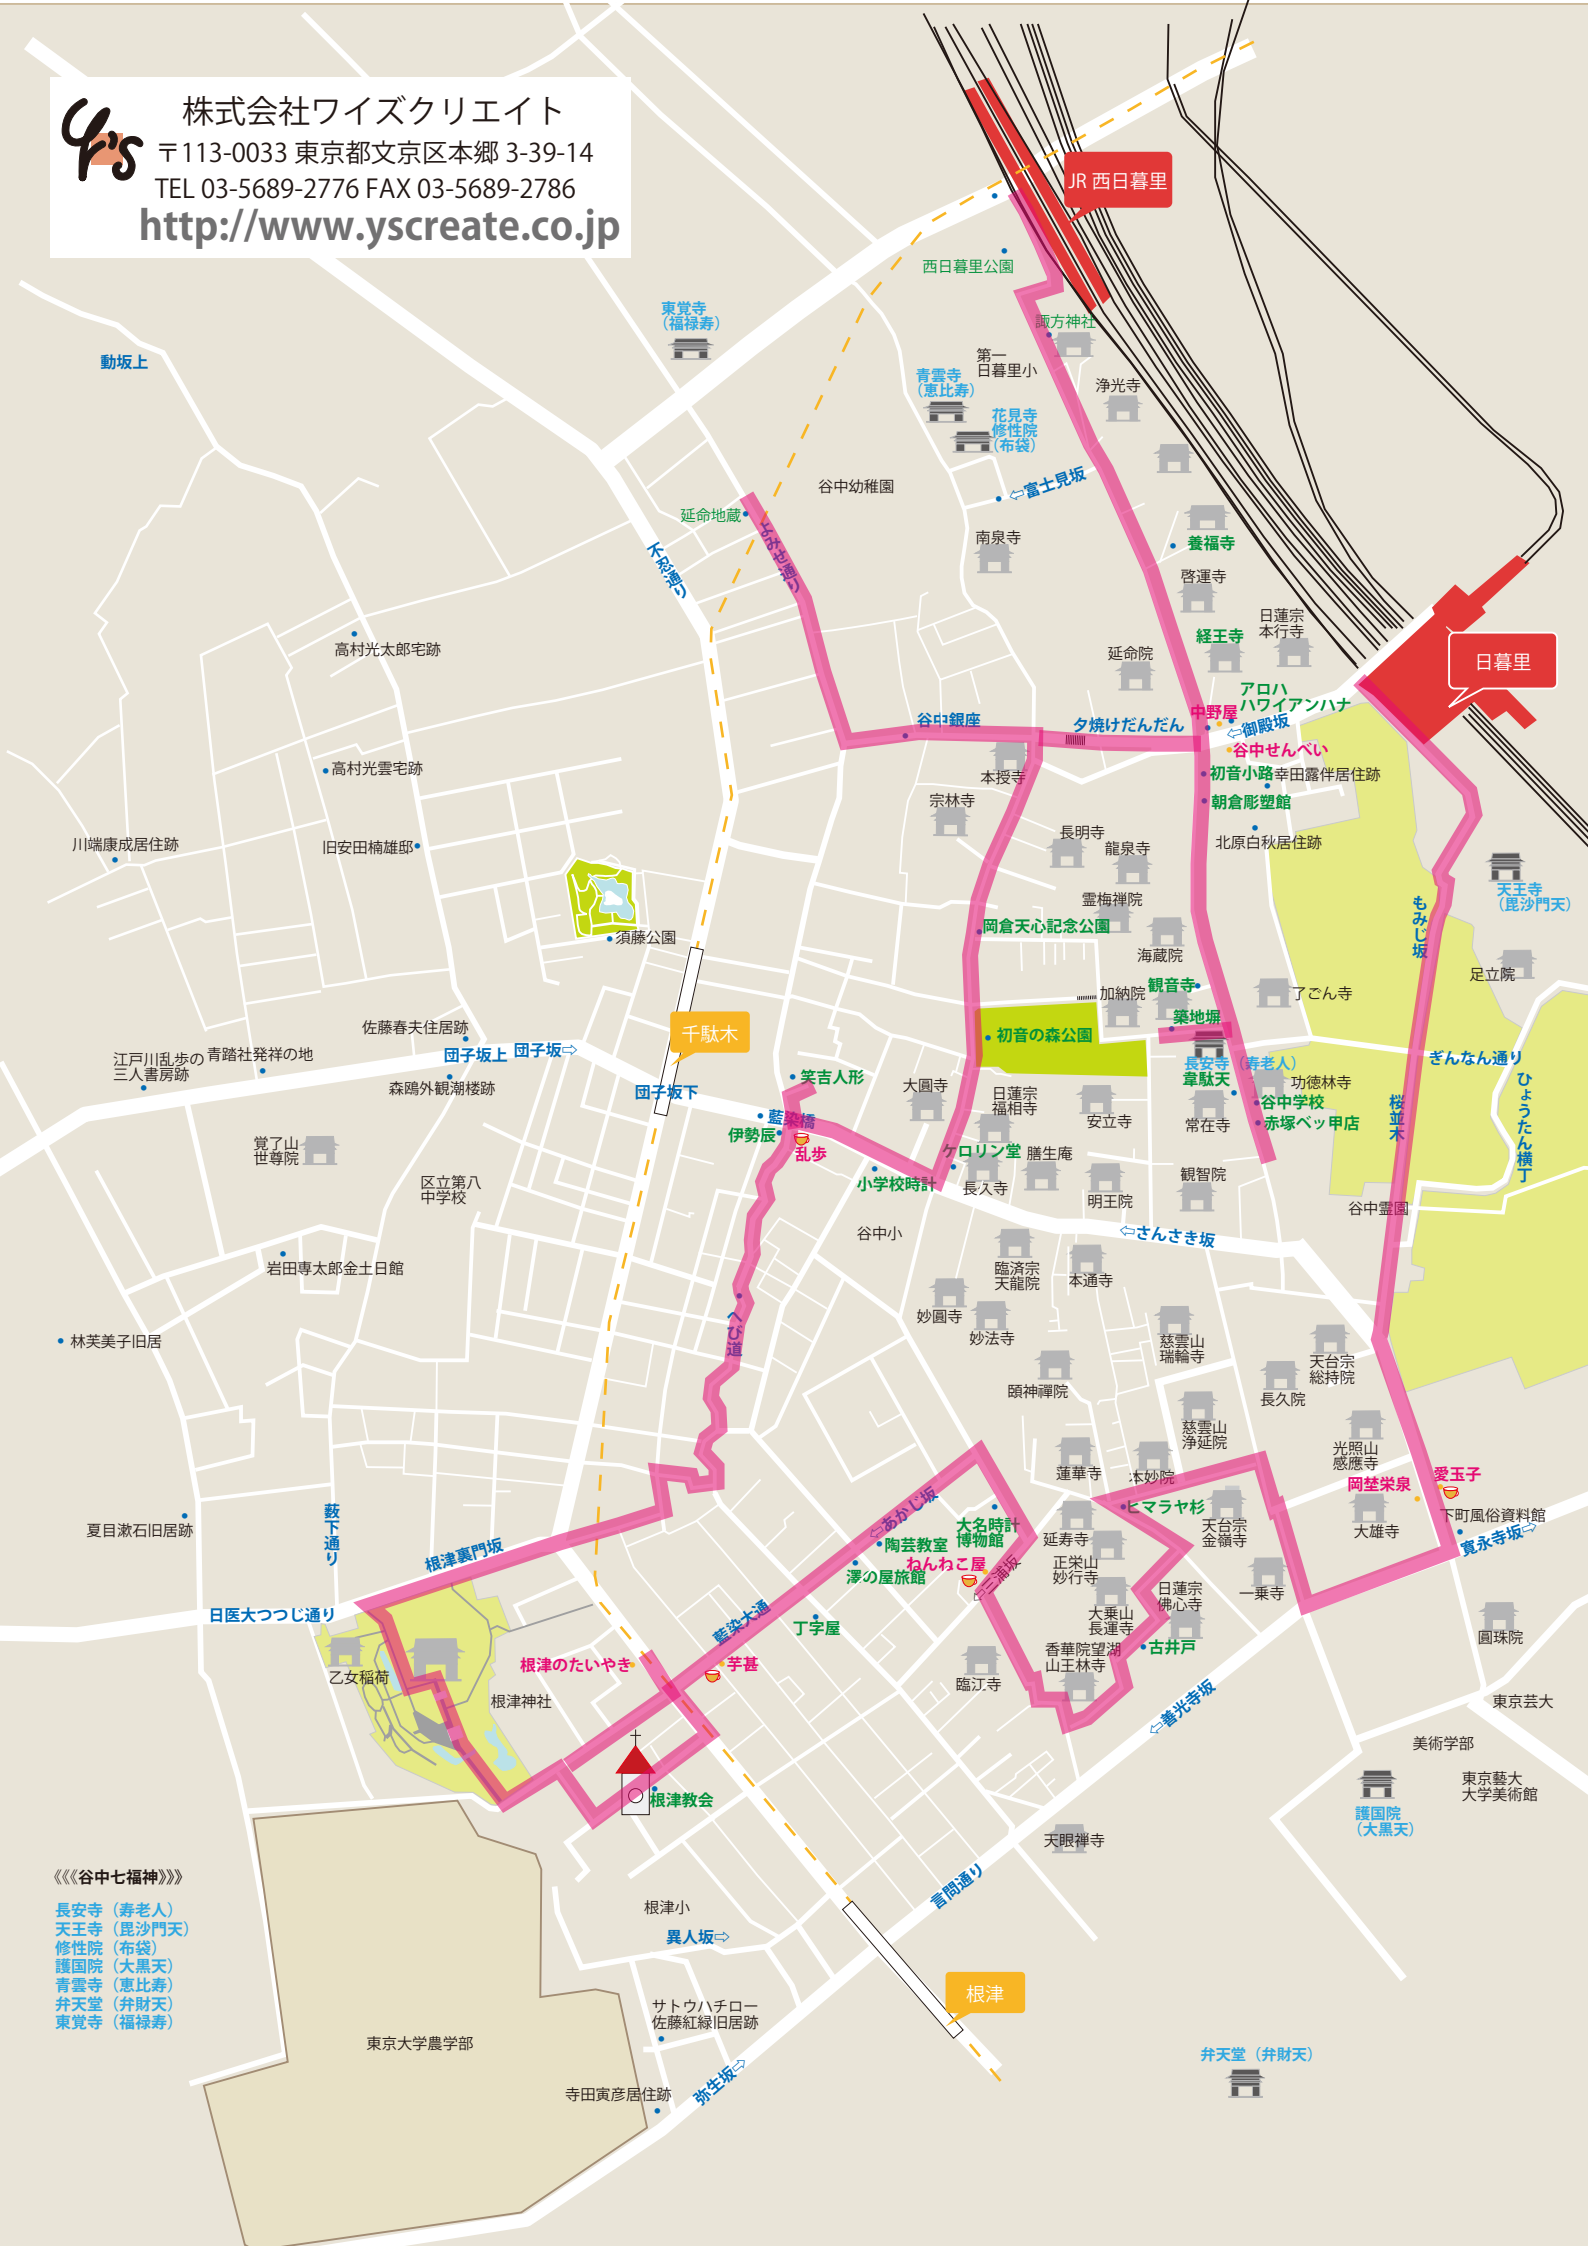 株式会社ワイズクリエイト
〒113-0033 東京都文京区本郷 3-39-14
TEL 03-5689-2776 FAX 03-5689-2786
http://www.yscreate.co.jp
Y's
JR 西日暮里
西日暮里公園
東覚寺
（福禄寿）
諏方神社
動坂上
第一
日暮里小
青雲寺
（恵比寿）
浄光寺
花見寺
修性院
（布袋）
⇦富士見坂
谷中幼稚園
延命地蔵
よみせ通り
南泉寺
養福寺
不忍通り
啓運寺
日蓮宗
本行寺
経王寺
高村光太郎宅跡
延命院
日暮里
アロハ
ハワイアンハナ
中野屋
谷中銀座
夕焼けだんだん
⇦御殿坂
谷中せんべい
高村光雲宅跡
本授寺
初音小路
幸田露伴居住跡
宗林寺
朝倉彫塑館
川端康成居住跡
旧安田楠雄邸
長明寺
龍泉寺
北原白秋居住跡
天王寺
（毘沙門天）
霊梅禅院
もみじ坂
須藤公園
岡倉天心記念公園
海蔵院
足立院
加納院
観音寺
了ごん寺
築地塀
千駄木
初音の森公園
佐藤春夫住居跡
団子坂上
団子坂⇨
江戸川乱歩の
三人書房跡
青踏社発祥の地
長安寺（寿老人）
ぎんなん通り
森鴎外観潮楼跡
団子坂下
笑吉人形
大圓寺
韋駄天
功徳林寺
日蓮宗
福相寺
谷中学校
ひょうたん横丁
藍染橋
安立寺
常在寺
赤塚ベッ甲店
桜並木
伊勢辰
乱歩
覚了山
世尊院
ケロリン堂
膳生庵
小学校時計
長久寺
明王院
観智院
区立第八
中学校
谷中霊園
谷中小
⇦さんさき坂
岩田専太郎金土日館
臨済宗
天龍院
本通寺
へび道
妙圓寺
妙法寺
林芙美子旧居
慈雲山
瑞輪寺
天台宗
総持院
頤神禪院
長久院
慈雲山
浄延院
光照山
感應寺
蓮華寺
本妙院
愛玉子
岡埜栄泉
⇦あかじ坂
ヒマラヤ杉
夏目漱石旧居跡
薮下通り
大名時計
博物館
延寿寺
天台宗
金嶺寺
大雄寺
下町風俗資料館
寛永寺坂⇨
根津裏門坂
陶芸教室
ねんねこ屋
⇦三浦坂
正栄山
妙行寺
澤の屋旅館
一乗寺
日医大つつじ通り
大乗山
長運寺
日蓮宗
佛心寺
藍染大通
丁字屋
圓珠院
古井戸
香華院望湖
山王林寺
乙女稲荷
根津のたいやき
芋甚
臨江寺
根津神社
⇦善光寺坂
東京芸大
美術学部
東京藝大
大学美術館
根津教会
護国院
（大黒天）
天眼禅寺
《《《谷中七福神》》》
長安寺（寿老人）
天王寺（毘沙門天）
修性院（布袋）
護国院（大黒天）
青雲寺（恵比寿）
弁天堂（弁財天）
東覚寺（福禄寿）
言問通り
根津小
異人坂⇨
根津
サトウハチロー
佐藤紅緑旧居跡
東京大学農学部
弁天堂（弁財天）
弥生坂⇨
寺田寅彦居住跡